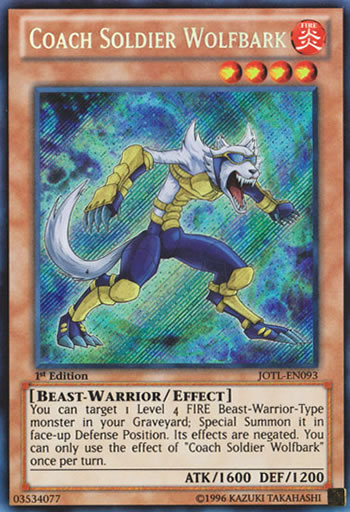 COACH SOLDIER WOLFBARK
FIRE
炎
1st Edition
JOTL-EN093
[BEAST-WARRIOR/EFFECT]
You can target 1 Level 4 FIRE Beast-Warrior-Type
monster in your Graveyard; Special Summon it in
face-up Defense Position. Its effects are negated. You
can only use the effect of "Coach Soldier Wolfbark"
once per turn.
ATK/1600 DEF/1200
03534077
©1996 KAZUKI TAKAHASHI